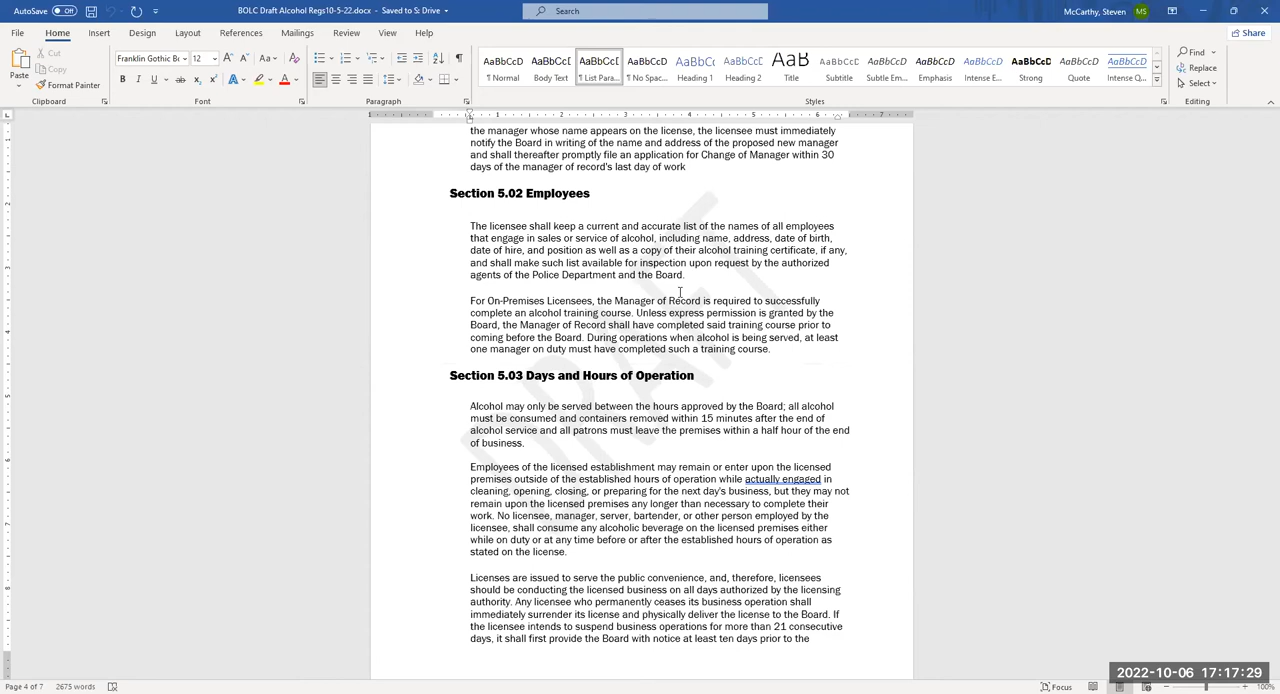 AutoSave Off BOLC Draft Alcohol Regs10-5-22.docx - Saved to S: Drive Search McCarthy, Steven MS
File Home Insert Design Layout References Mailings Review View Help Share
Cut
Copy
Format Painter
Paste
Franklin Gothic B 12
AaBbCcD AaBbCcI AaBbCcD AaBbCcD AaBbCc AaBbCcD AaB AaBbCcD AaBbCcD AaBbCcD AaBbCcD AaBbCcD AaBbCcD AaBbCcD
¶ Normal Body Text ¶ List Para... ¶ No Spac... Heading 1 Heading 2 Title Subtitle Subtle Em... Emphasis Intense E... Strong Quote Intense Q...
Find
Replace
Select
Clipboard Font Paragraph Styles Editing
1 1 2 3 4 5 6 7
the manager whose name appears on the license, the licensee must immediately
notify the Board in writing of the name and address of the proposed new manager
and shall thereafter promptly file an application for Change of Manager within 30
days of the manager of record's last day of work
Section 5.02 Employees
The licensee shall keep a current and accurate list of the names of all employees
that engage in sales or service of alcohol, including name, address, date of birth,
date of hire, and position as well as a copy of their alcohol training certificate, if any,
and shall make such list available for inspection upon request by the authorized
agents of the Police Department and the Board.
For On-Premises Licensees, the Manager of Record is required to successfully
complete an alcohol training course. Unless express permission is granted by the
Board, the Manager of Record shall have completed said training course prior to
coming before the Board. During operations when alcohol is being served, at least
one manager on duty must have completed such a training course.
Section 5.03 Days and Hours of Operation
Alcohol may only be served between the hours approved by the Board; all alcohol
must be consumed and containers removed within 15 minutes after the end of
alcohol service and all patrons must leave the premises within a half hour of the end
of business.
Employees of the licensed establishment may remain or enter upon the licensed
premises outside of the established hours of operation while actually engaged in
cleaning, opening, closing, or preparing for the next day's business, but they may not
remain upon the licensed premises any longer than necessary to complete their
work. No licensee, manager, server, bartender, or other person employed by the
licensee, shall consume any alcoholic beverage on the licensed premises either
while on duty or at any time before or after the established hours of operation as
stated on the license.
Licenses are issued to serve the public convenience, and, therefore, licensees
should be conducting the licensed business on all days authorized by the licensing
authority. Any licensee who permanently ceases its business operation shall
immediately surrender its license and physically deliver the license to the Board. If
the licensee intends to suspend business operations for more than 21 consecutive
days, it shall first provide the Board with notice at least ten days prior to the
DRAFT
2022-10-06 17:17:29
Page 4 of 7 2675 words Focus 100%